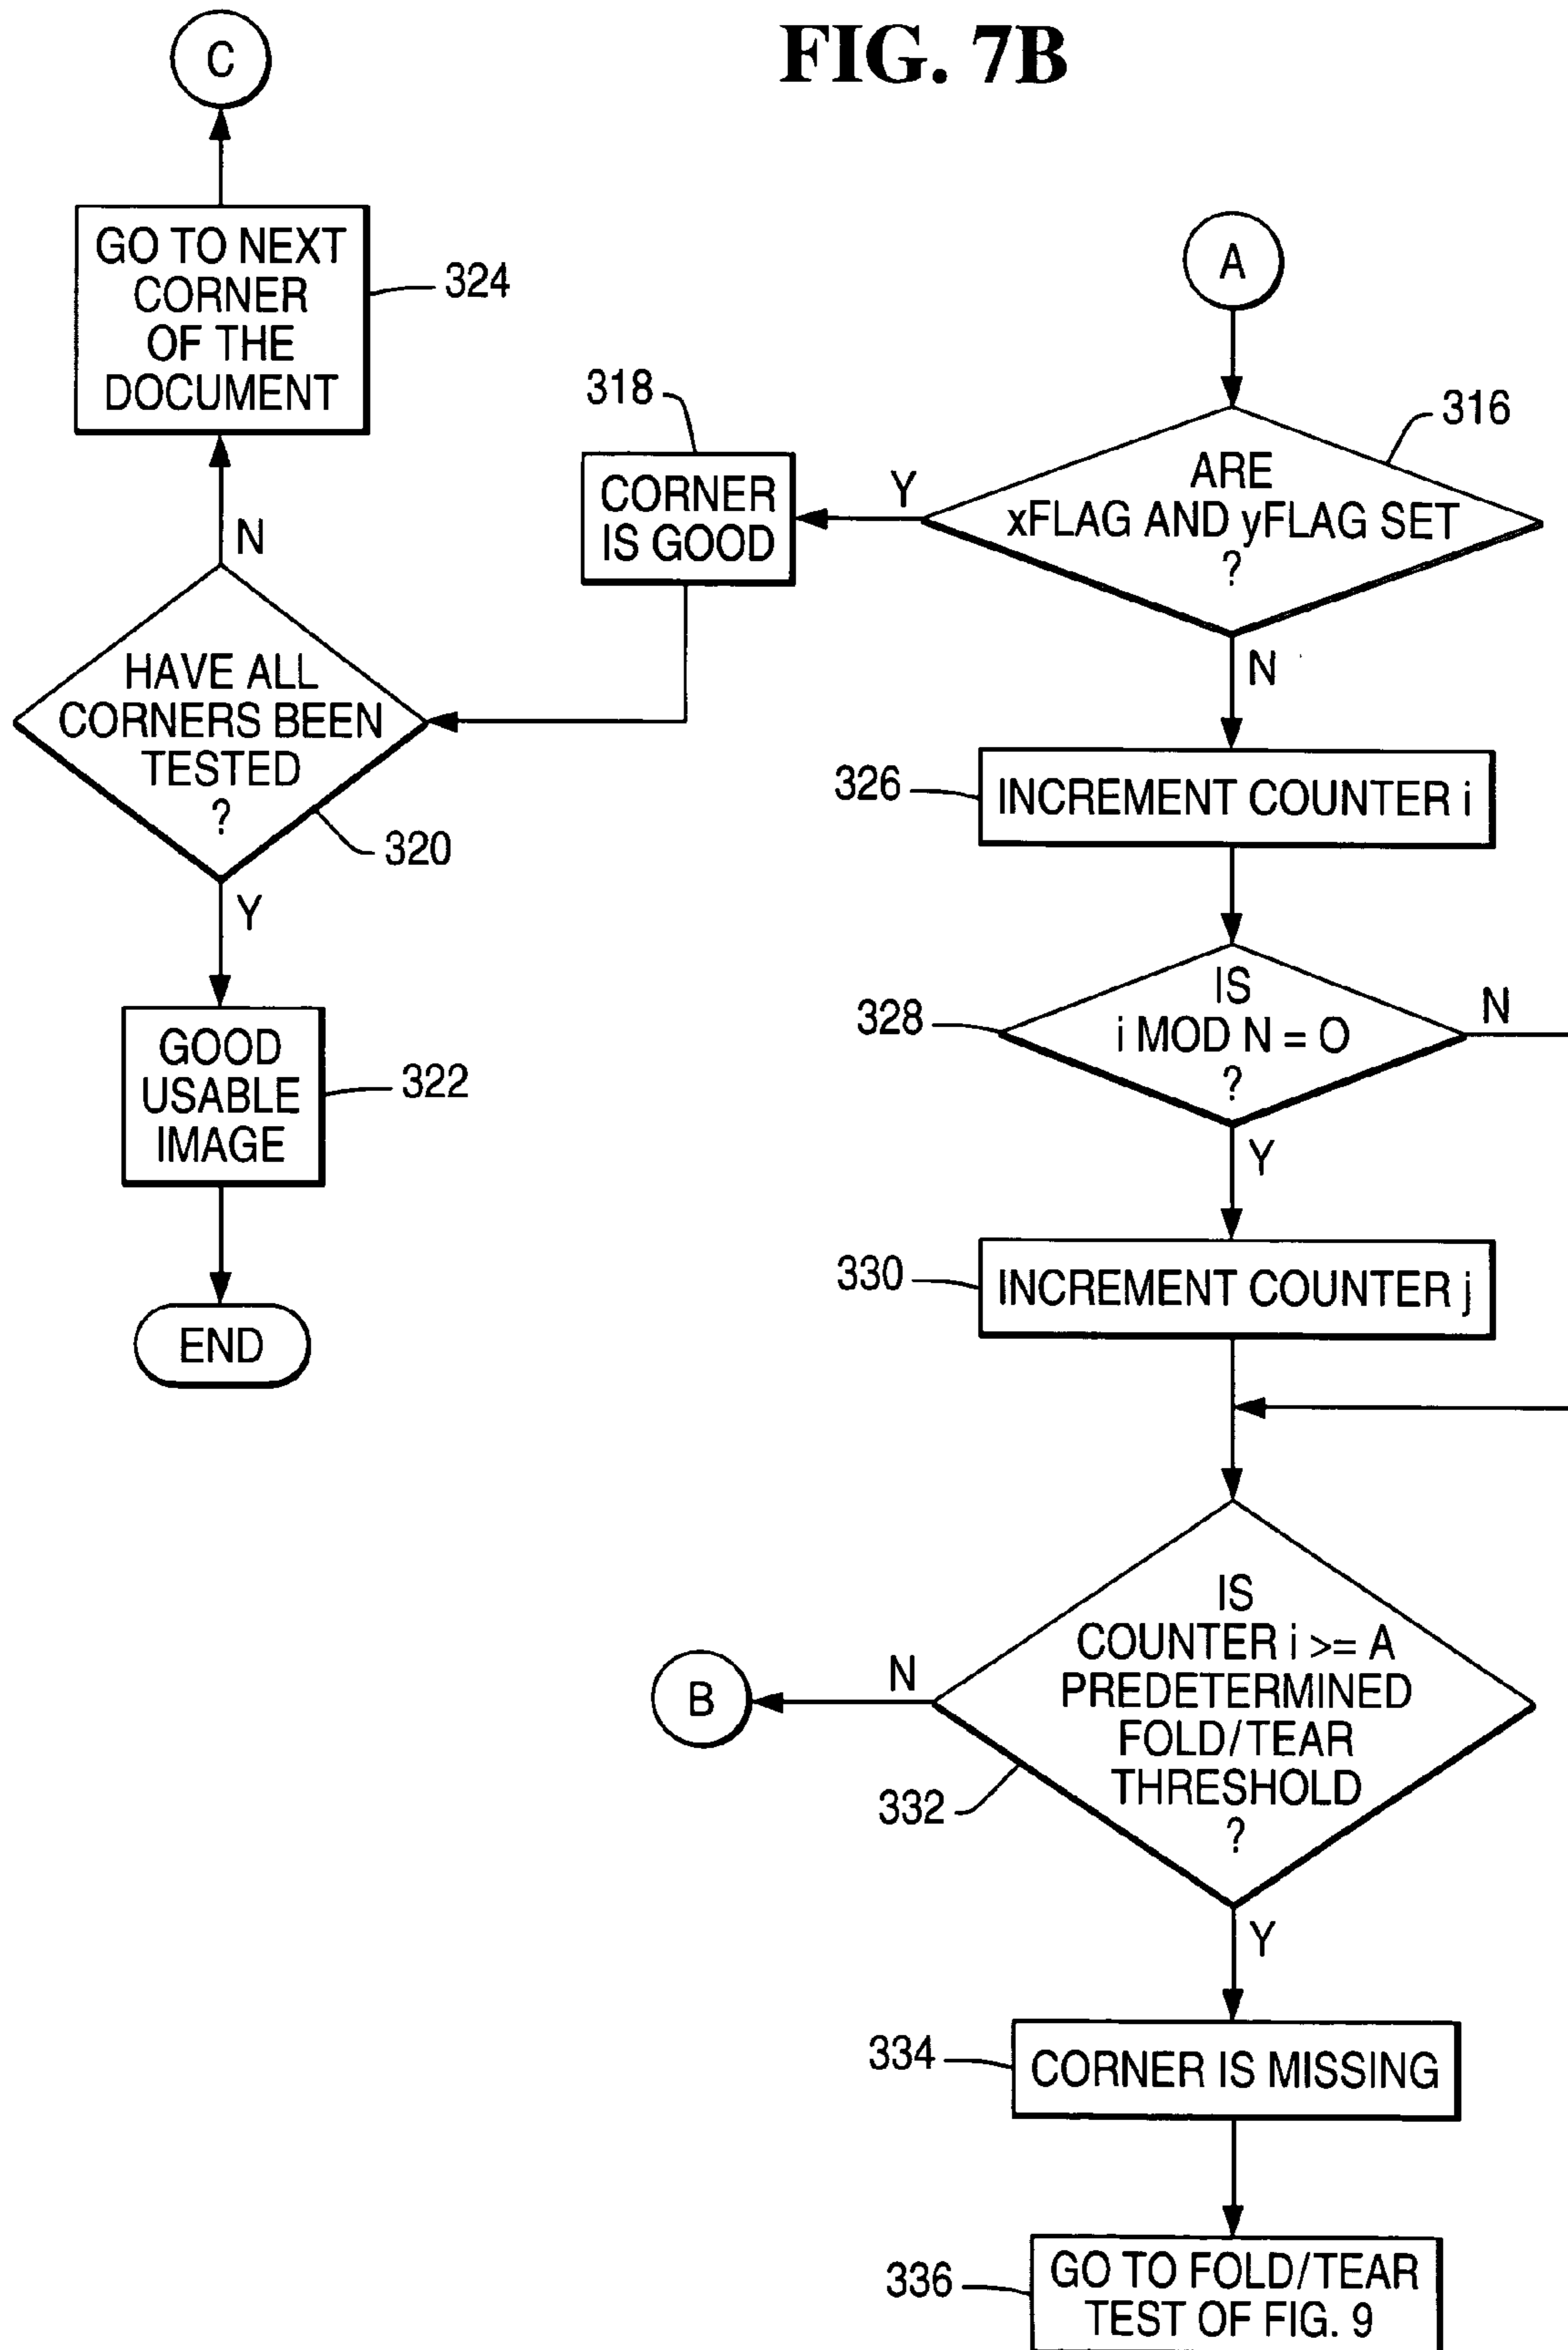 FIG. 7B
C
GO TO NEXT
CORNER
OF THE
DOCUMENT
324
N
HAVE ALL
CORNERS BEEN
TESTED
?
320
Y
GOOD
USABLE
IMAGE
322
END
A
316
ARE
xFLAG AND yFLAG SET
?
Y
318
CORNER
IS GOOD
N
326
INCREMENT COUNTER i
328
IS
i MOD N = O
?
N
Y
330
INCREMENT COUNTER j
IS
COUNTER i >= A
PREDETERMINED
FOLD/TEAR
THRESHOLD
?
332
N
B
Y
334
CORNER IS MISSING
336
GO TO FOLD/TEAR
TEST OF FIG. 9